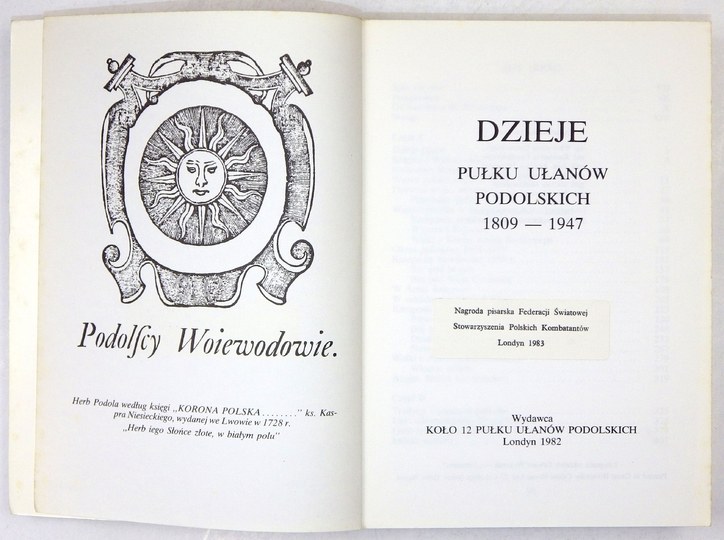 Podolſcy Woiewodowie.
Herb Podola według księgi „KORONA POLSKA ........” ks. Kas-
pra Niesieckiego, wydanej we Lwowie w 1728 r.
„Herb iego Słońce złote, w białym polu”
DZIEJE
PUŁKU UŁANÓW
PODOLSKICH
1809 — 1947
Nagroda pisarska Federacji Światowej
Stowarzyszenia Polskich Kombatantów
Londyn 1983
Wydawca
KOŁO 12 PUŁKU UŁANÓW PODOLSKICH
Londyn 1982